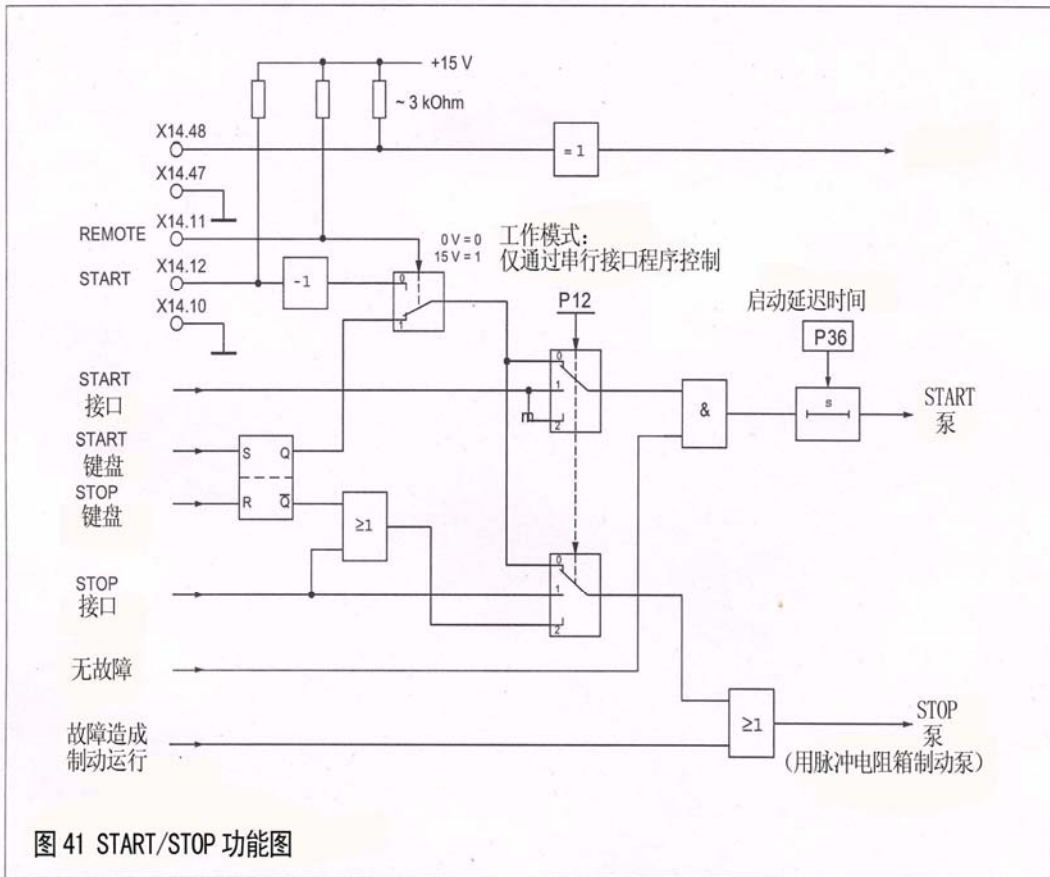 +15 V
~ 3 kOhm
X14.48
= 1
X14.47
X14.11
REMOTE
0 V = 0
15 V = 1
工作模式：
仅通过串行接口程序控制
X14.12
START
-1
0
1
X14.10
P12
启动延迟时间
P36
START
接口
0
1
m
2
&
s
START
泵
START
键盘
S Q
STOP
键盘
R Q̅
≥1
STOP
接口
0
1
2
无故障
故障造成
制动运行
≥1
STOP
泵
(用脉冲电阻箱制动泵)
图 41 START/STOP 功能图